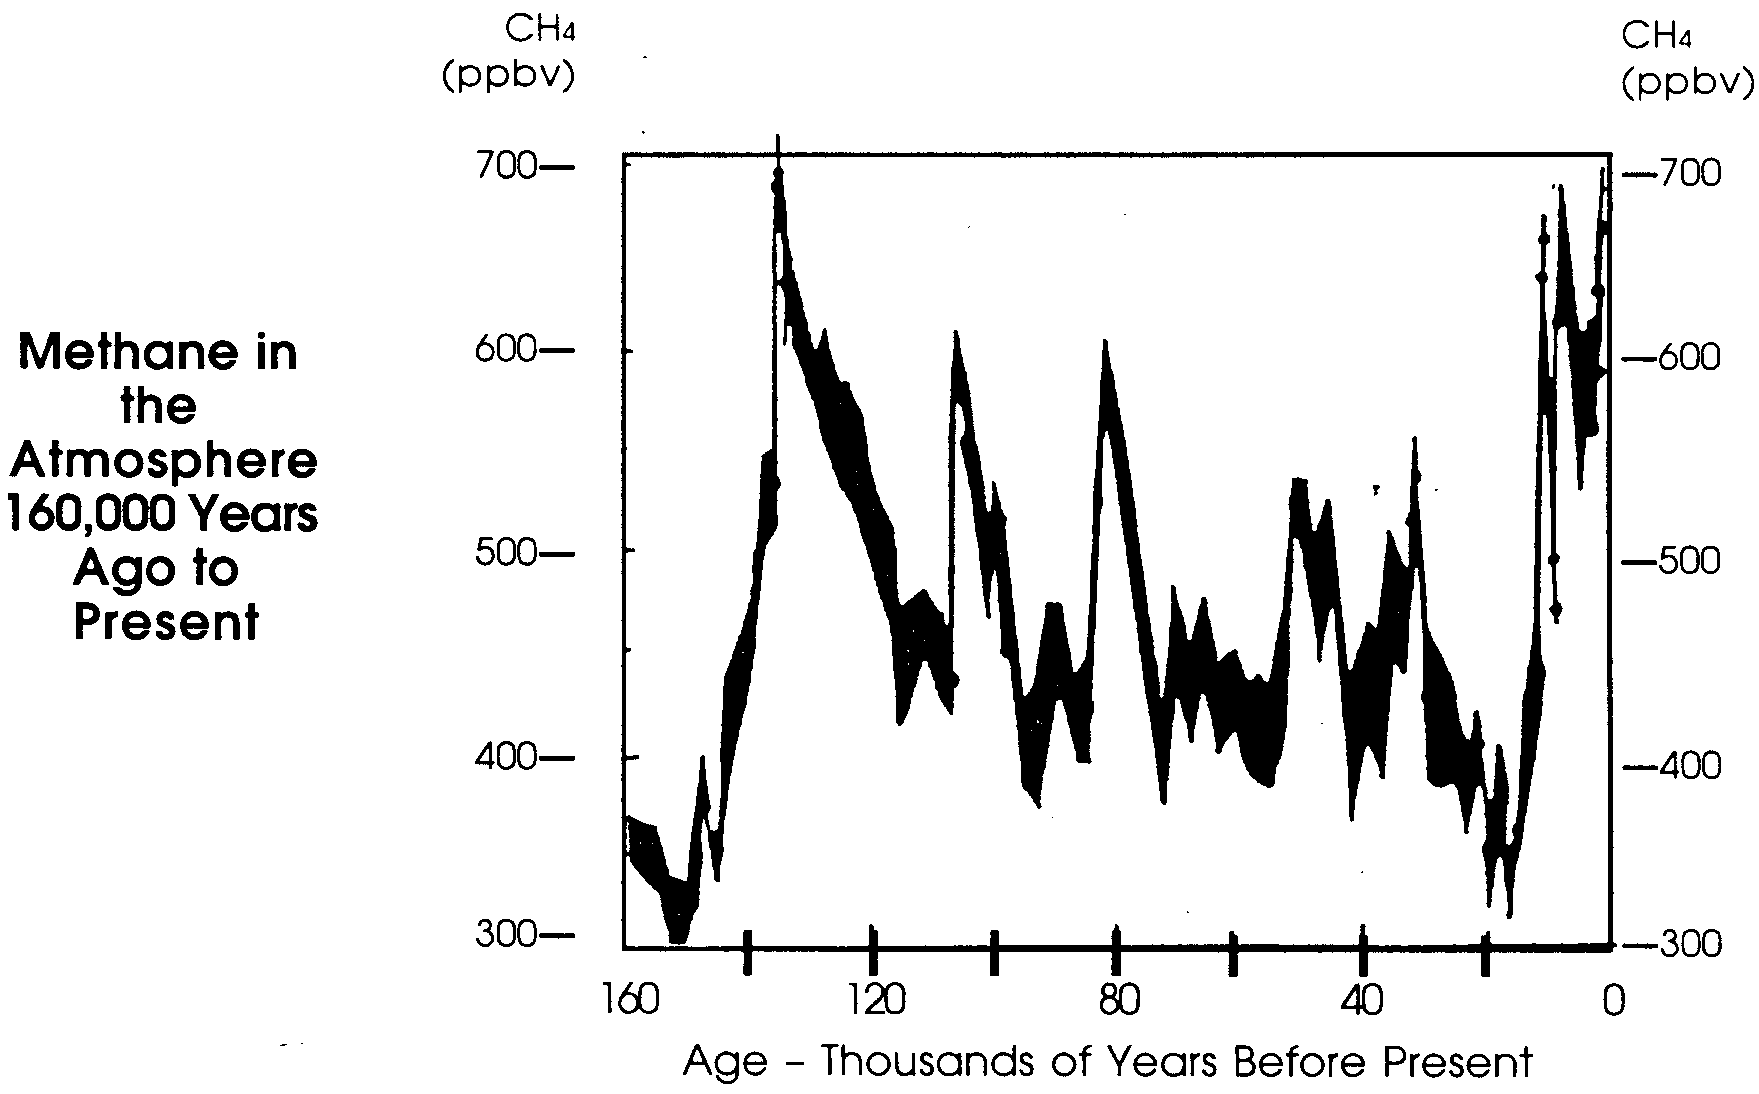 CH₄
(ppbv)
CH₄
(ppbv)
700
600
500
400
300
700
600
500
400
300
Methane in
the
Atmosphere
160,000 Years
Ago to
Present
160
120
80
40
0
Age – Thousands of Years Before Present